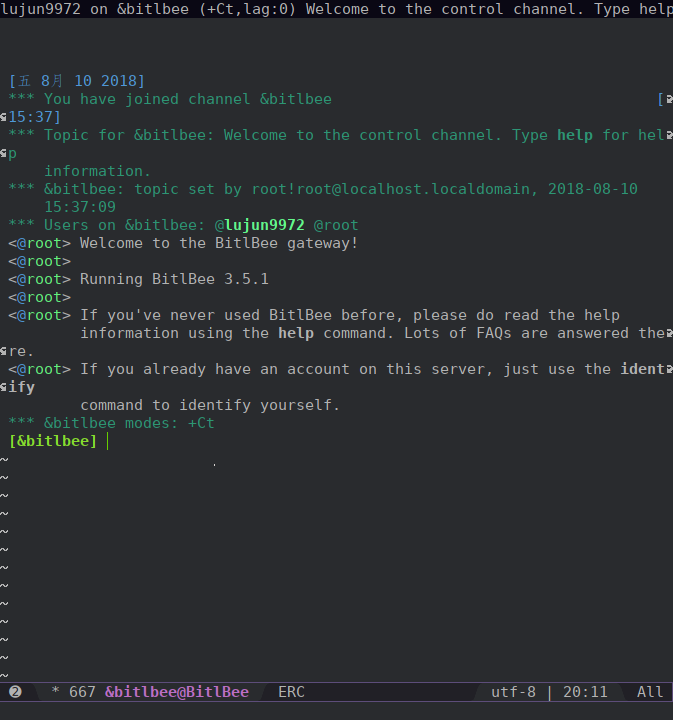 lujun9972 on &bitlbee (+Ct,lag:0) Welcome to the control channel. Type help
[五 8月 10 2018]
*** You have joined channel &bitlbee [
15:37]
*** Topic for &bitlbee: Welcome to the control channel. Type help for hel
p
information.
*** &bitlbee: topic set by root!root@localhost.localdomain, 2018-08-10
15:37:09
*** Users on &bitlbee: @lujun9972 @root
<@root> Welcome to the BitlBee gateway!
<@root>
<@root> Running BitlBee 3.5.1
<@root>
<@root> If you've never used BitlBee before, please do read the help
information using the help command. Lots of FAQs are answered the
re.
<@root> If you already have an account on this server, just use the ident
ify
command to identify yourself.
*** &bitlbee modes: +Ct
[&bitlbee]
~
~
~
~
~
~
~
~
~
~
~
~
~
❷ * 667 &bitlbee@BitlBee ERC utf-8 | 20:11 All